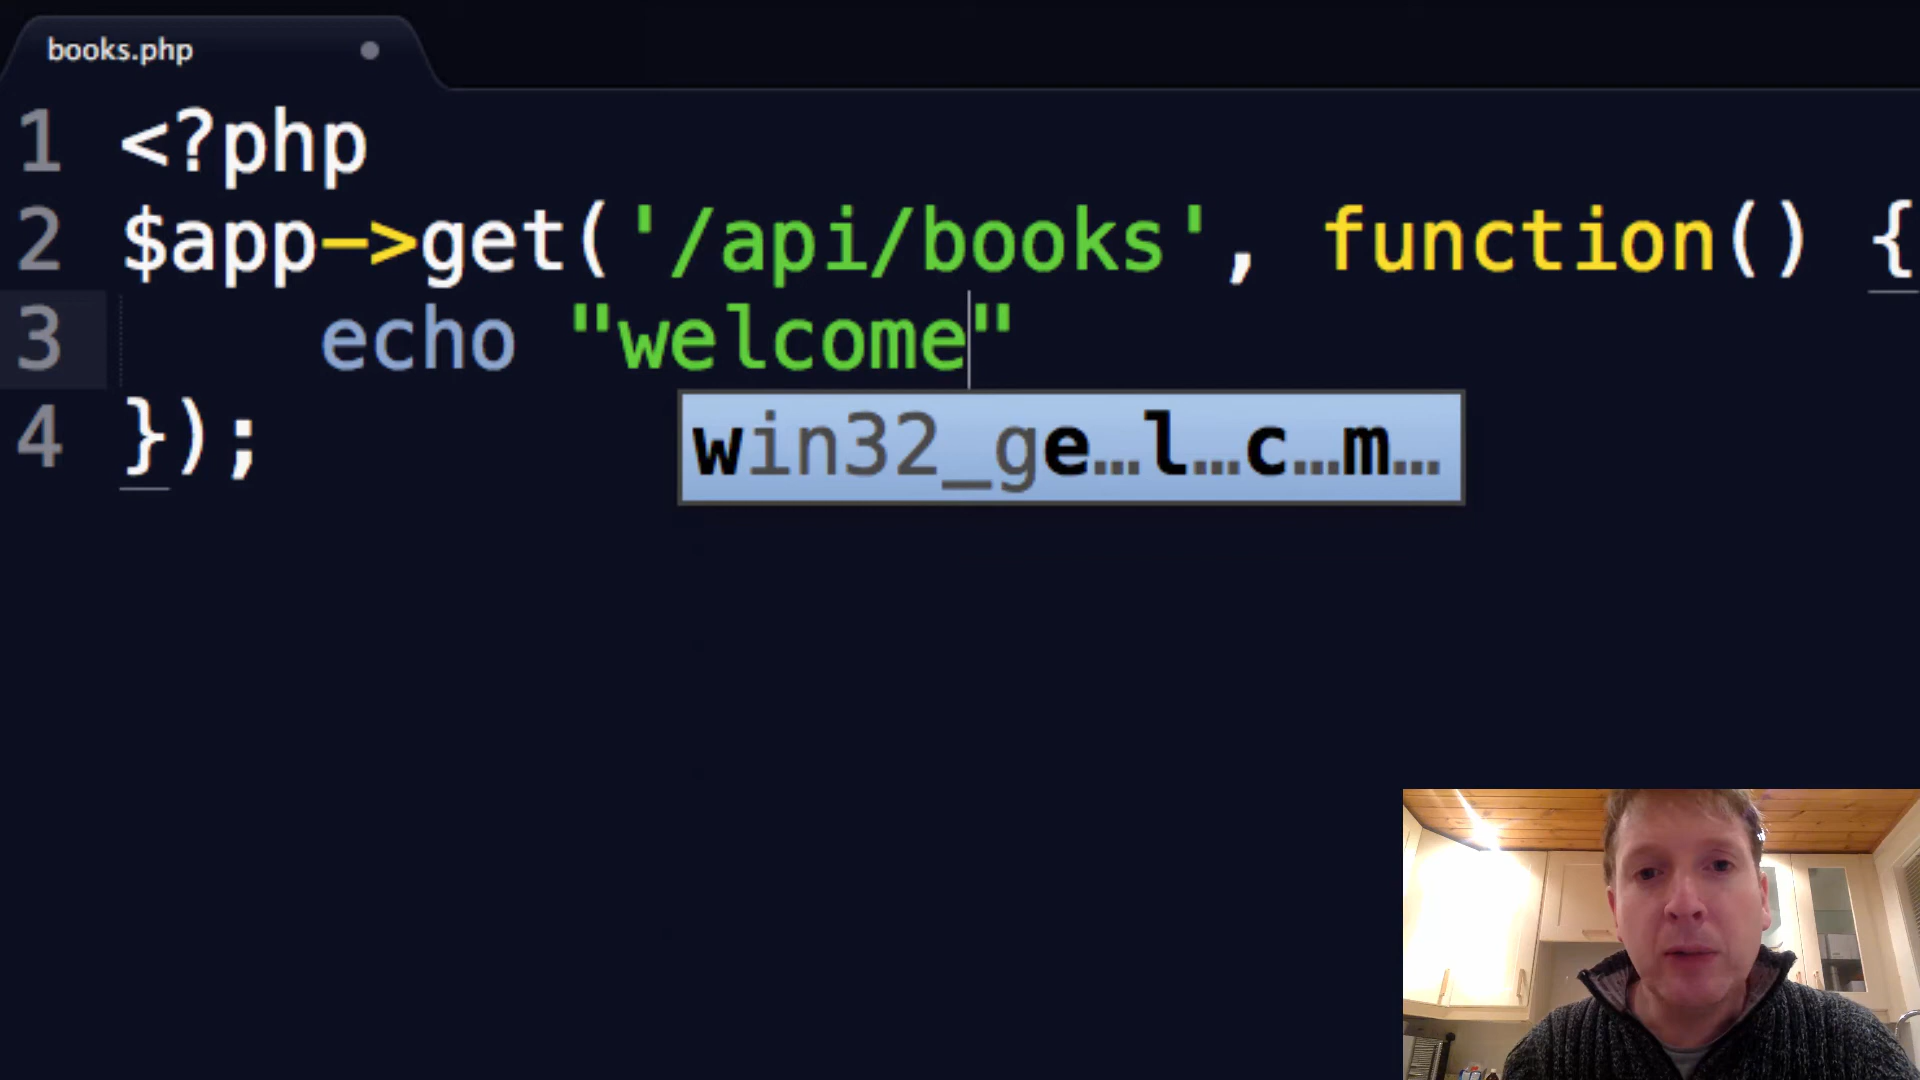 books.php
1 <?php
2 $app->get('/api/books', function() {
3 echo "welcome"
win32_ge…l…c…m…
4 });